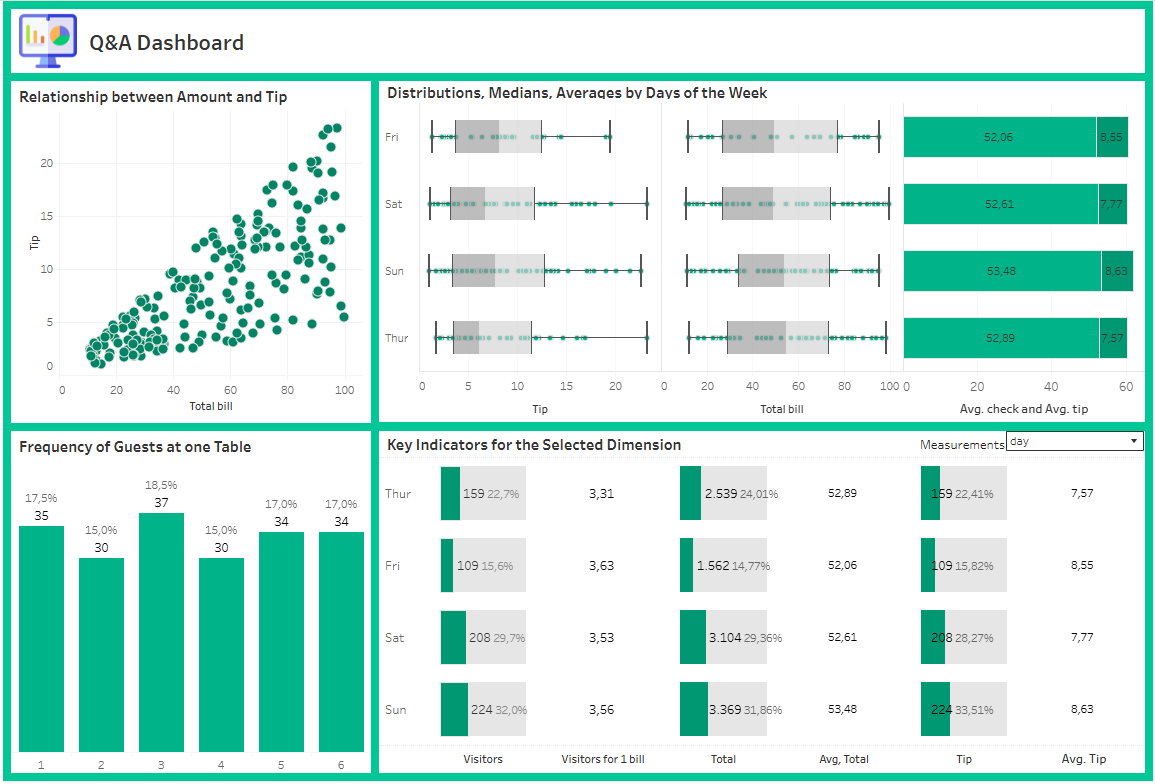 Q&A Dashboard
Relationship between Amount and Tip
Tip
20
15
10
5
0
0 20 40 60 80 100
Total bill
Distributions, Medians, Averages by Days of the Week
Fri
52,06 8,55
Sat
52,61 7,77
Sun
53,48 8,63
Thur
52,89 7,57
0 5 10 15 20
0 20 40 60 80 100
0 20 40 60
Tip
Total bill
Avg. check and Avg. tip
Frequency of Guests at one Table
17,5%
35
15,0%
30
18,5%
37
15,0%
30
17,0%
34
17,0%
34
1 2 3 4 5 6
Key Indicators for the Selected Dimension
Measurements day
Thur 159 22,7% 3,31 2.539 24,01% 52,89 159 22,41% 7,57
Fri 109 15,6% 3,63 1.562 14,77% 52,06 109 15,82% 8,55
Sat 208 29,7% 3,53 3.104 29,36% 52,61 208 28,27% 7,77
Sun 224 32,0% 3,56 3.369 31,86% 53,48 224 33,51% 8,63
Visitors Visitors for 1 bill Total Avg, Total Tip Avg. Tip